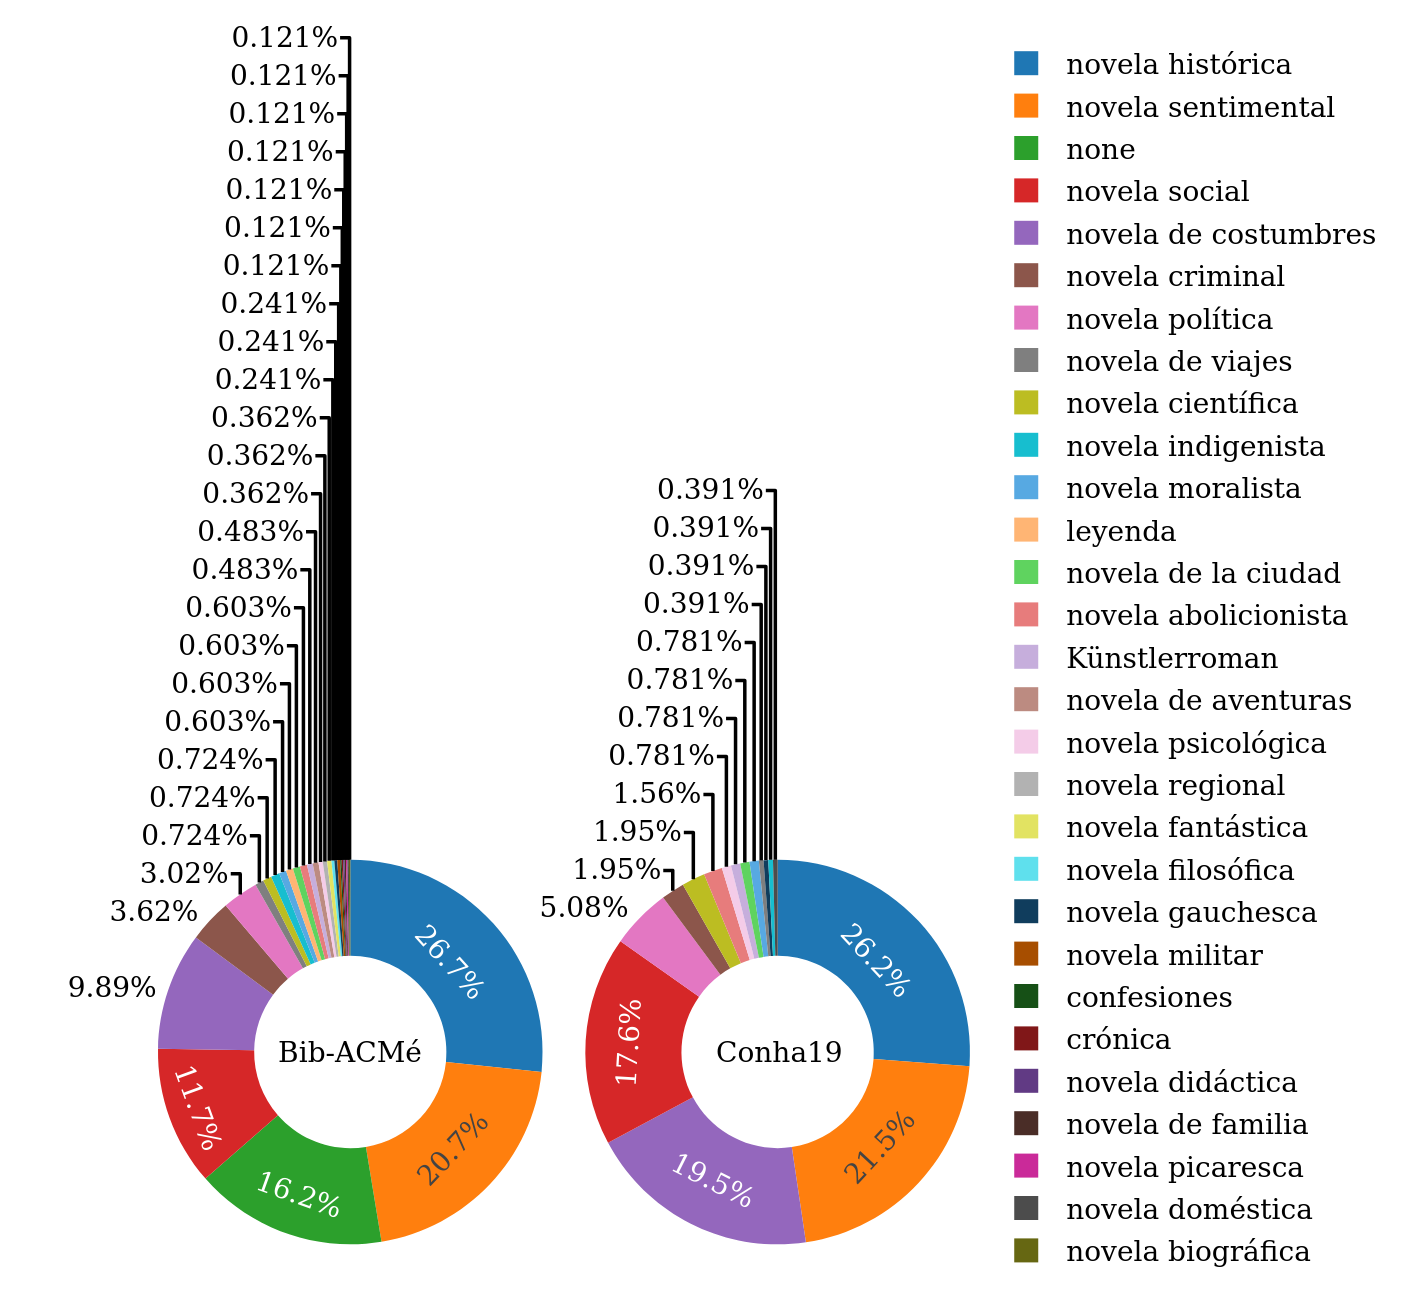 0.121%
0.121%
0.121%
0.121%
0.121%
0.121%
0.121%
0.241%
0.241%
0.241%
0.362%
0.362%
0.362%
0.483%
0.483%
0.603%
0.603%
0.603%
0.603%
0.724%
0.724%
0.724%
3.02%
3.62%
9.89%
11.7%
16.2%
20.7%
26.7%
Bib-ACMé
0.391%
0.391%
0.391%
0.391%
0.781%
0.781%
0.781%
0.781%
1.56%
1.95%
1.95%
5.08%
17.6%
19.5%
21.5%
26.2%
Conha19
novela histórica
novela sentimental
none
novela social
novela de costumbres
novela criminal
novela política
novela de viajes
novela científica
novela indigenista
novela moralista
leyenda
novela de la ciudad
novela abolicionista
Künstlerroman
novela de aventuras
novela psicológica
novela regional
novela fantástica
novela filosófica
novela gauchesca
novela militar
confesiones
crónica
novela didáctica
novela de familia
novela picaresca
novela doméstica
novela biográfica